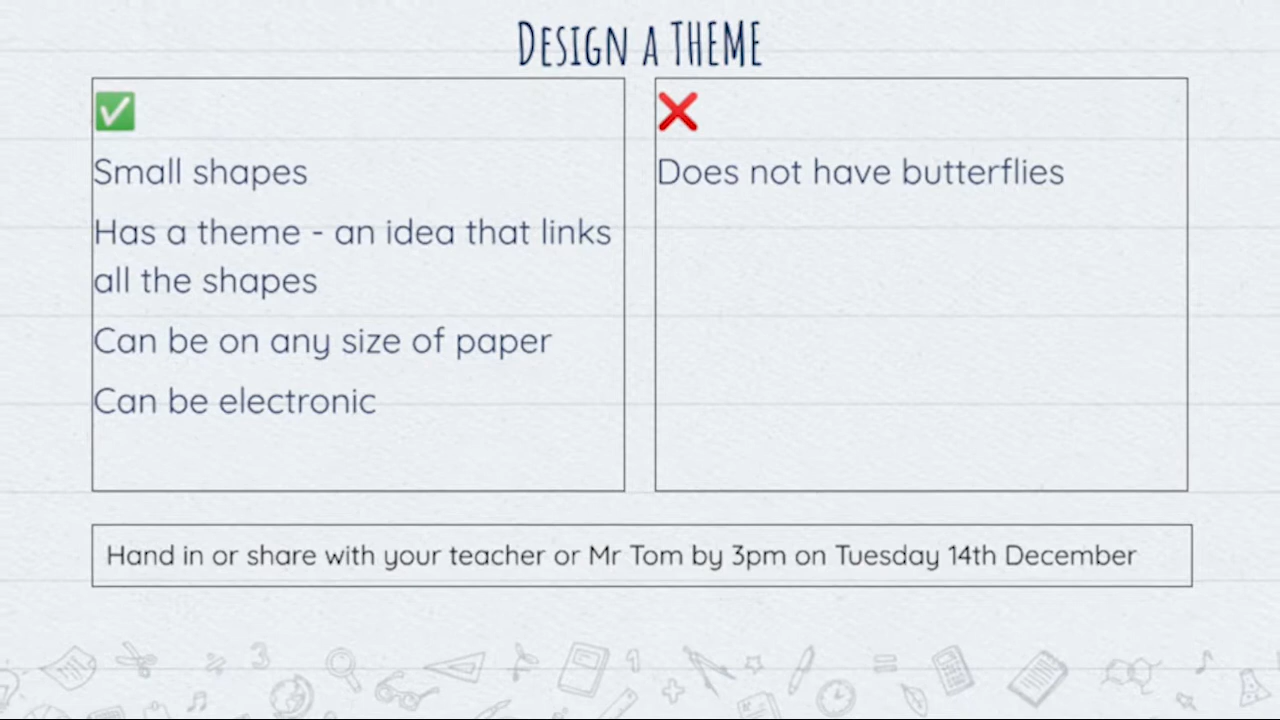 Design a THEME
✅
Small shapes
Has a theme - an idea that links
all the shapes
Can be on any size of paper
Can be electronic
❌
Does not have butterflies
Hand in or share with your teacher or Mr Tom by 3pm on Tuesday 14th December
3
1